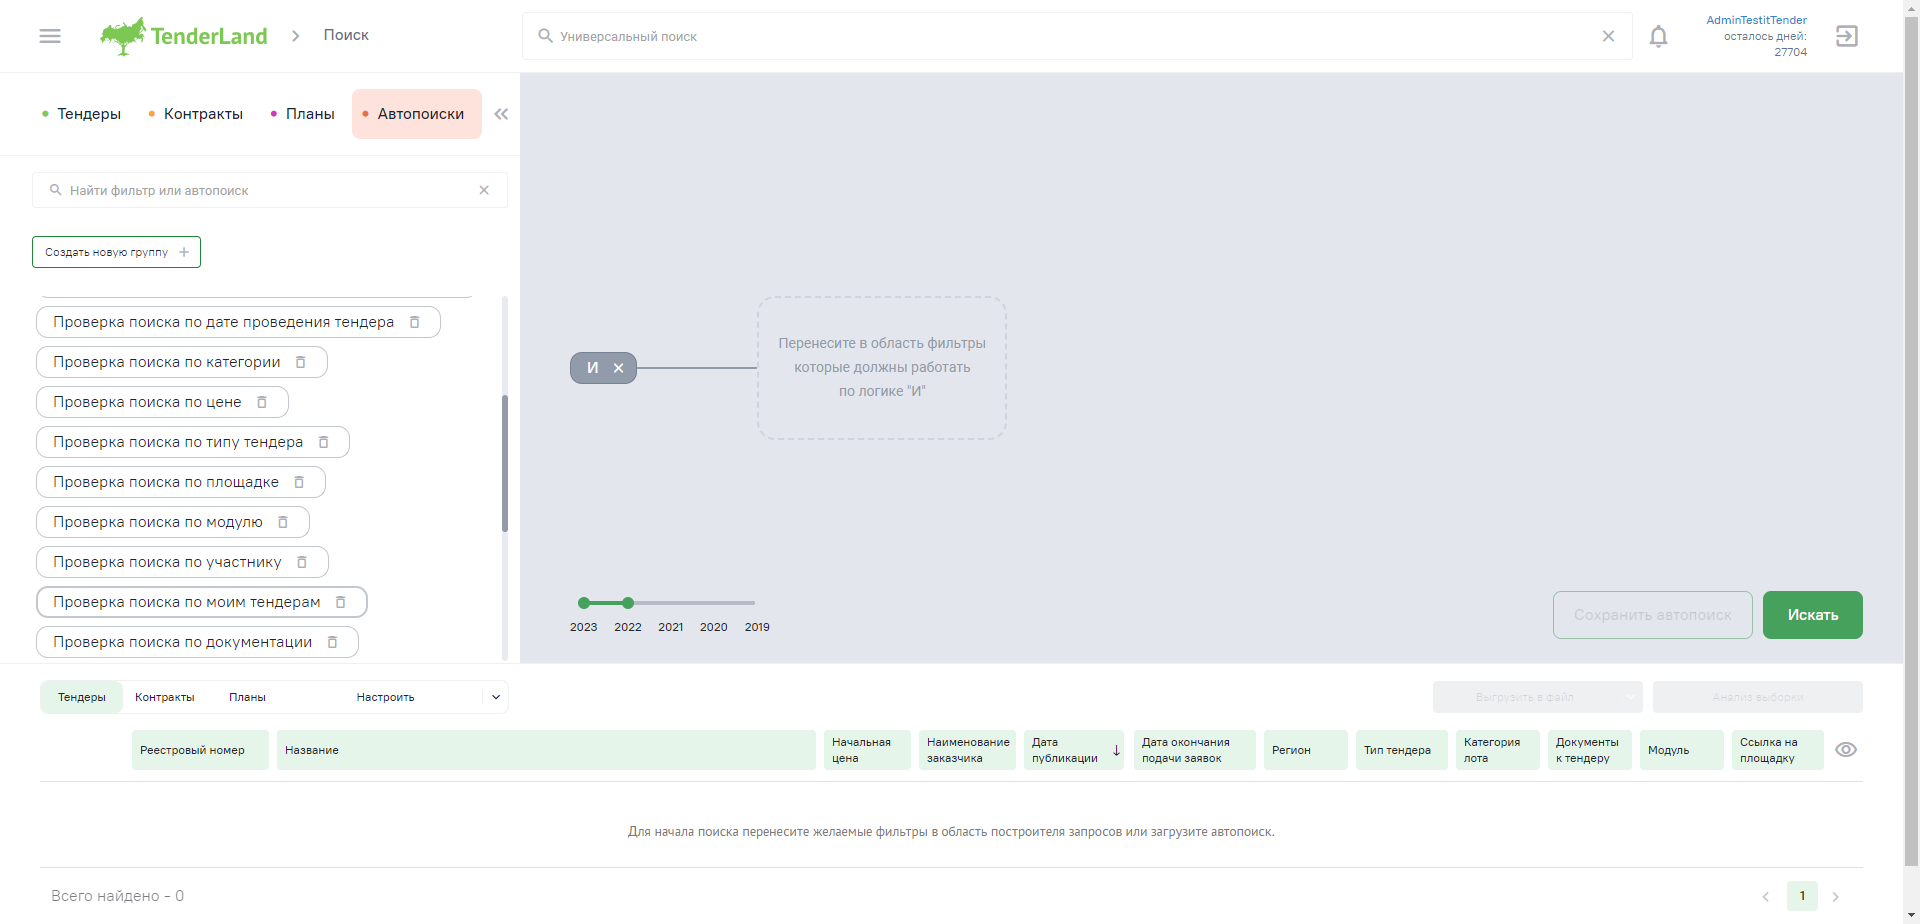 TenderLand
Поиск
Универсальный поиск
AdminTestitTender
осталось дней:
27704
Тендеры
Контракты
Планы
Автопоиски
Найти фильтр или автопоиск
Создать новую группу
Проверка поиска по дате проведения тендера
Проверка поиска по категории
Проверка поиска по цене
Проверка поиска по типу тендера
Проверка поиска по площадке
Проверка поиска по модулю
Проверка поиска по участнику
Проверка поиска по моим тендерам
Проверка поиска по документации
И
Перенесите в область фильтры
которые должны работать
по логике "И"
2023 2022 2021 2020 2019
Сохранить автопоиск
Искать
Тендеры
Контракты
Планы
Настроить
Выгрузить в файл
Анализ выборки
Реестровый номер
Название
Начальная
цена
Наименование
заказчика
Дата
публикации
Дата окончания
подачи заявок
Регион
Тип тендера
Категория
лота
Документы
к тендеру
Модуль
Ссылка на
площадку
Для начала поиска перенесите желаемые фильтры в область построителя запросов или загрузите автопоиск.
Всего найдено - 0
1